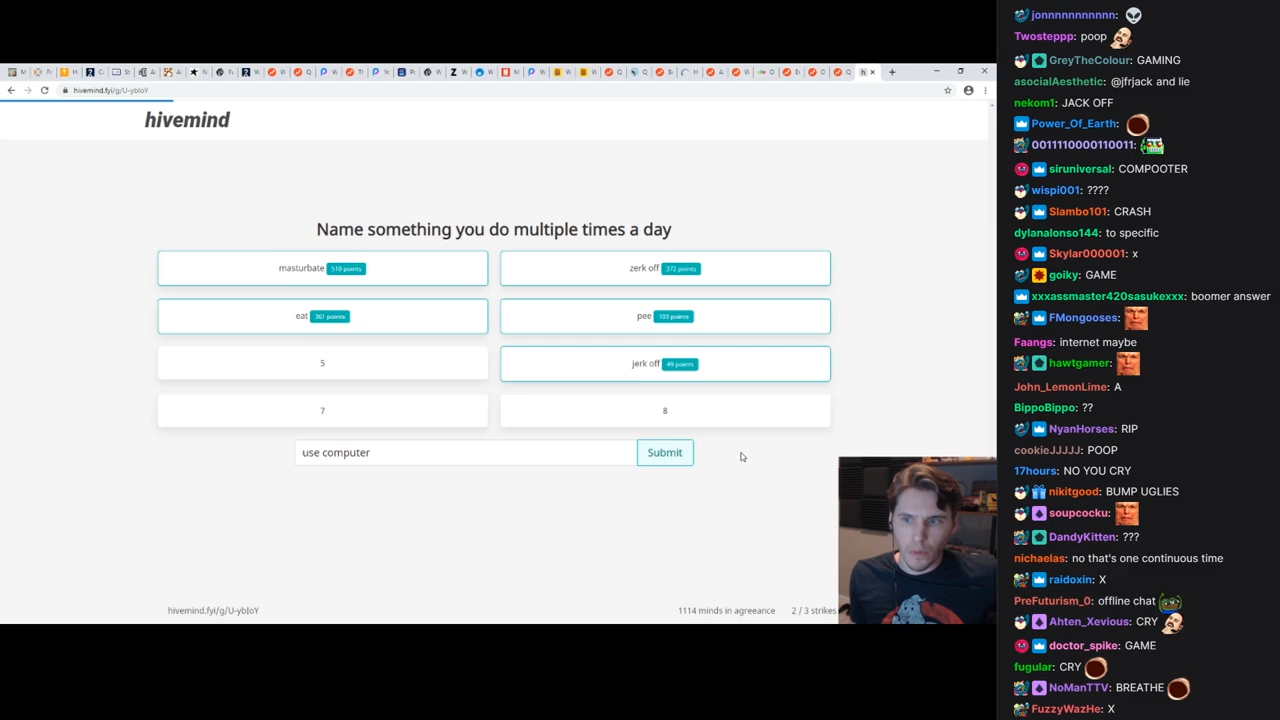 hivemind.fyi/g/U-ybIoY
hivemind
Name something you do multiple times a day
masturbate 510 points
zerk off 372 points
eat 361 points
pee 103 points
5
jerk off 49 points
7
8
use computer
Submit
hivemind.fyi/g/U-ybIoY
1114 minds in agreeance
2 / 3 strikes
jonnnnnnnnnnn:
Twosteppp: poop
GreyTheColour: GAMING
asocialAesthetic: @jfrjack and lie
nekom1: JACK OFF
Power_Of_Earth:
0011110000110011:
siruniversal: COMPOOTER
wispi001: ????
Slambo101: CRASH
dylanalonso144: to specific
Skylar000001: x
goiky: GAME
xxxassmaster420sasukexxx: boomer answer
FMongooses:
Faangs: internet maybe
hawtgamer:
John_LemonLime: A
BippoBippo: ??
NyanHorses: RIP
cookieJJJJJ: POOP
17hours: NO YOU CRY
nikitgood: BUMP UGLIES
soupcocku:
DandyKitten: ???
nichaelas: no that's one continuous time
raidoxin: X
PreFuturism_0: offline chat
Ahten_Xevious: CRY
doctor_spike: GAME
fugular: CRY
NoManTTV: BREATHE
FuzzyWazHe: X